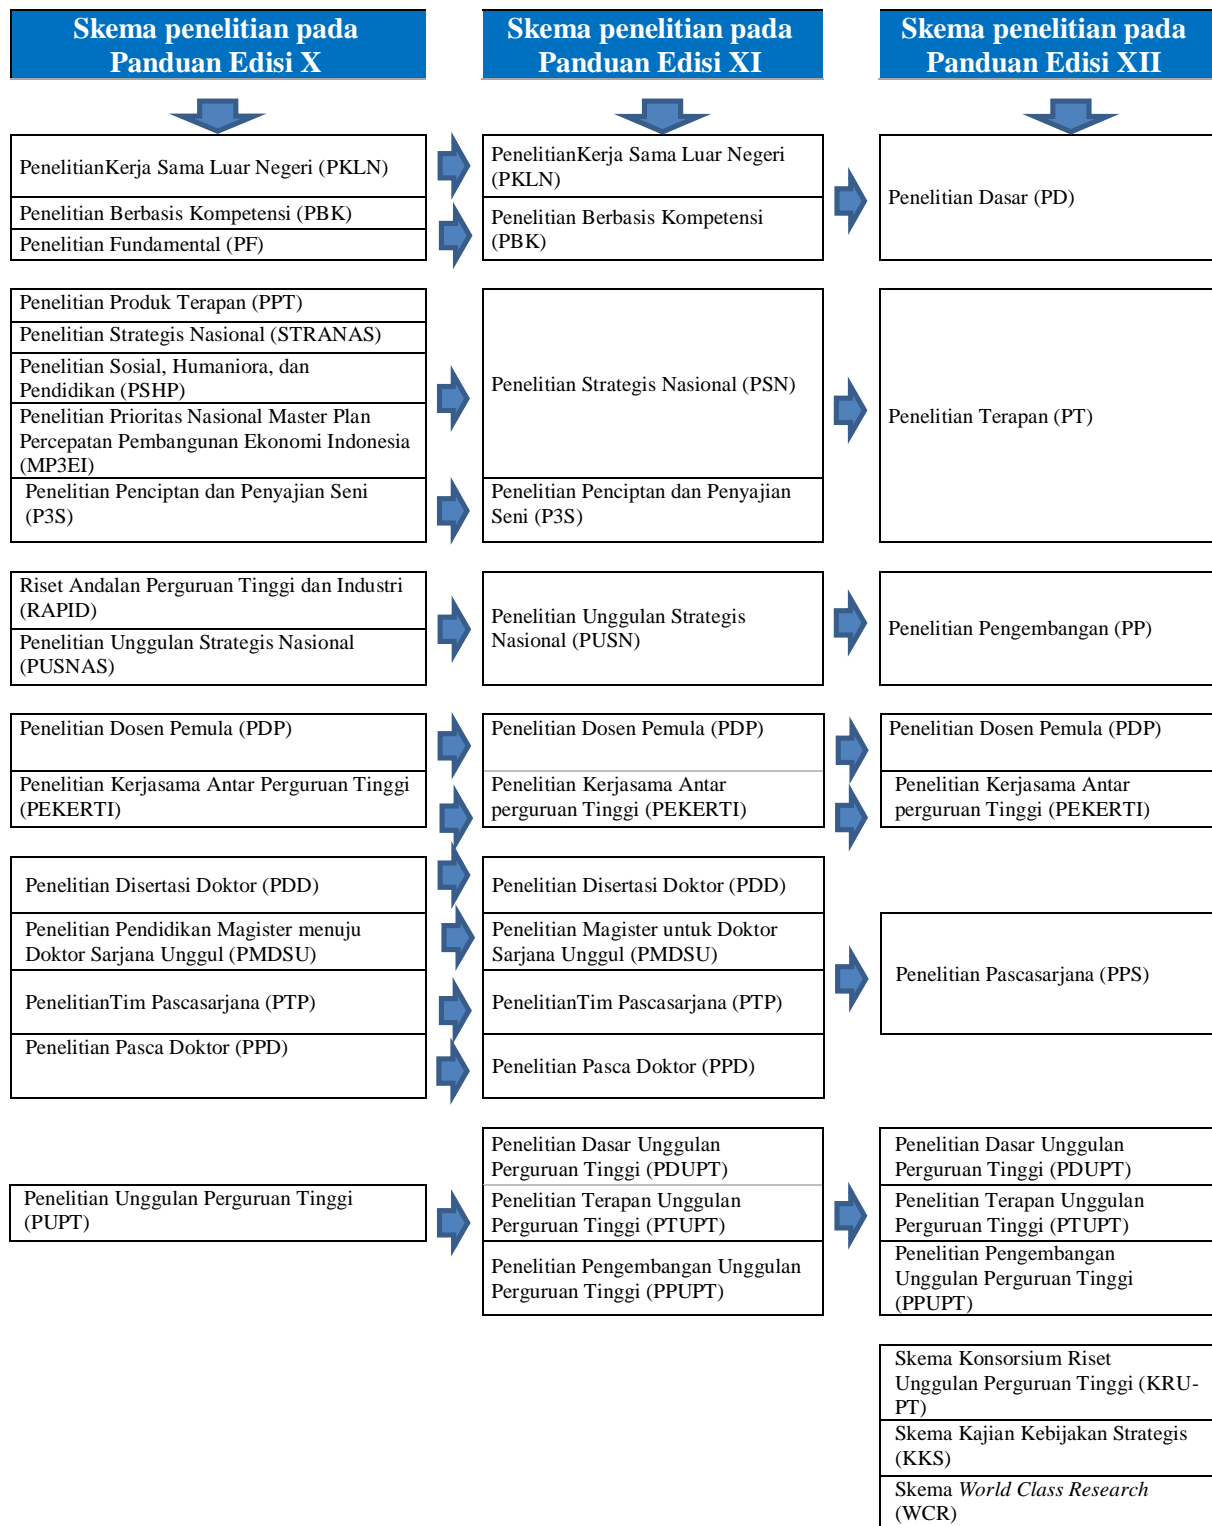 Skema penelitian pada
Panduan Edisi X
Skema penelitian pada
Panduan Edisi XI
Skema penelitian pada
Panduan Edisi XII
PenelitianKerja Sama Luar Negeri (PKLN)
Penelitian Berbasis Kompetensi (PBK)
Penelitian Fundamental (PF)
PenelitianKerja Sama Luar Negeri
(PKLN)
Penelitian Berbasis Kompetensi
(PBK)
Penelitian Dasar (PD)
Penelitian Produk Terapan (PPT)
Penelitian Strategis Nasional (STRANAS)
Penelitian Sosial, Humaniora, dan
Pendidikan (PSHP)
Penelitian Prioritas Nasional Master Plan
Percepatan Pembangunan Ekonomi Indonesia
(MP3EI)
Penelitian Penciptan dan Penyajian Seni
(P3S)
Penelitian Strategis Nasional (PSN)
Penelitian Penciptan dan Penyajian
Seni (P3S)
Penelitian Terapan (PT)
Riset Andalan Perguruan Tinggi dan Industri
(RAPID)
Penelitian Unggulan Strategis Nasional
(PUSNAS)
Penelitian Unggulan Strategis
Nasional (PUSN)
Penelitian Pengembangan (PP)
Penelitian Dosen Pemula (PDP)
Penelitian Kerjasama Antar Perguruan Tinggi
(PEKERTI)
Penelitian Dosen Pemula (PDP)
Penelitian Kerjasama Antar
perguruan Tinggi (PEKERTI)
Penelitian Dosen Pemula (PDP)
Penelitian Kerjasama Antar
perguruan Tinggi (PEKERTI)
Penelitian Disertasi Doktor (PDD)
Penelitian Pendidikan Magister menuju
Doktor Sarjana Unggul (PMDSU)
PenelitianTim Pascasarjana (PTP)
Penelitian Pasca Doktor (PPD)
Penelitian Disertasi Doktor (PDD)
Penelitian Magister untuk Doktor
Sarjana Unggul (PMDSU)
PenelitianTim Pascasarjana (PTP)
Penelitian Pasca Doktor (PPD)
Penelitian Pascasarjana (PPS)
Penelitian Unggulan Perguruan Tinggi
(PUPT)
Penelitian Dasar Unggulan
Perguruan Tinggi (PDUPT)
Penelitian Terapan Unggulan
Perguruan Tinggi (PTUPT)
Penelitian Pengembangan Unggulan
Perguruan Tinggi (PPUPT)
Penelitian Dasar Unggulan
Perguruan Tinggi (PDUPT)
Penelitian Terapan Unggulan
Perguruan Tinggi (PTUPT)
Penelitian Pengembangan
Unggulan Perguruan Tinggi
(PPUPT)
Skema Konsorsium Riset
Unggulan Perguruan Tinggi (KRU-
PT)
Skema Kajian Kebijakan Strategis
(KKS)
Skema World Class Research
(WCR)